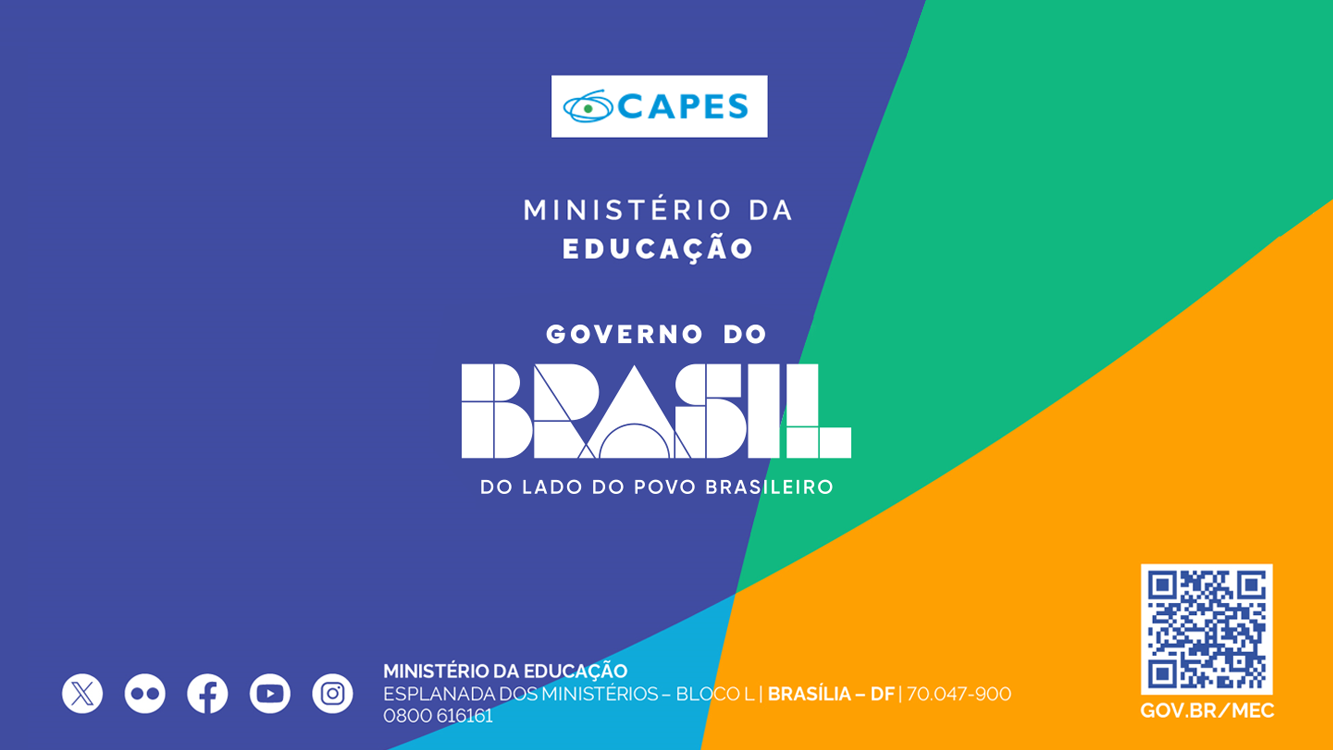 CAPES
MINISTÉRIO DA
EDUCAÇÃO
GOVERNO DO
BRASIL
DO LADO DO POVO BRASILEIRO
MINISTÉRIO DA EDUCAÇÃO
ESPLANADA DOS MINISTÉRIOS – BLOCO L | BRASÍLIA – DF | 70.047-900
0800 616161
GOV.BR/MEC